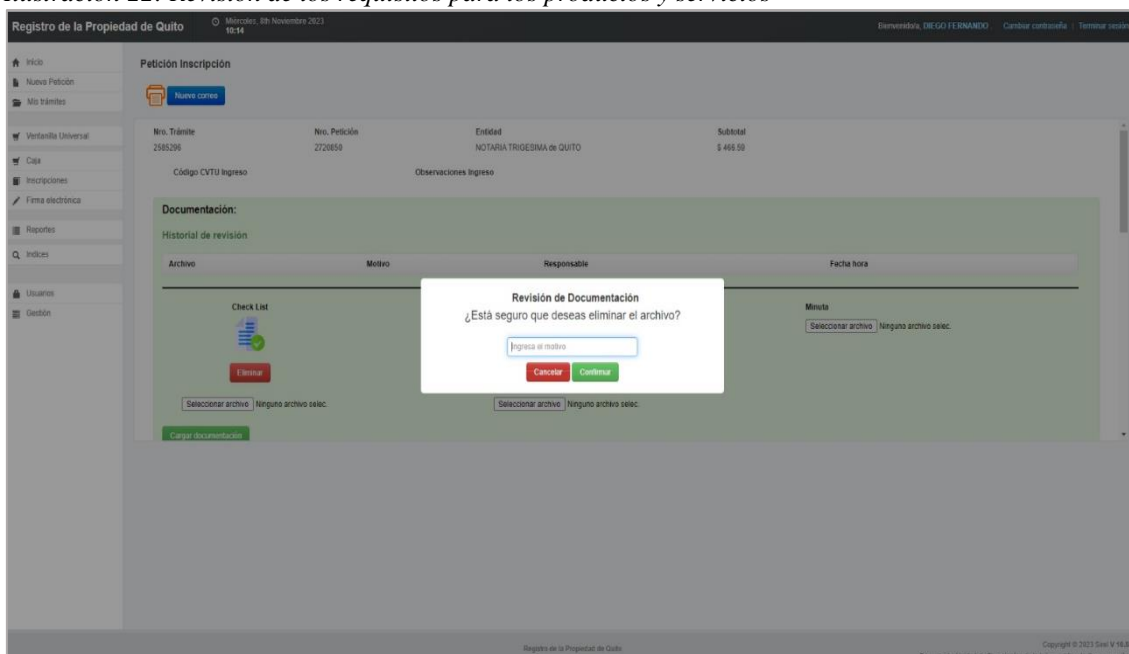 Ilustración 22: Revisión de los requisitos para los productos y servicios
Registro de la Propiedad de Quito
Miércoles, 8th Noviembre 2023
10:14
Bienvenido/a, DIEGO FERNANDO . Cambiar contraseña | Terminar sesión
Inicio
Nueva Petición
Mis trámites
Ventanilla Universal
Caja
Inscripciones
Firma electrónica
Reportes
Indices
Usuarios
Gestión
Petición Inscripción
Nuevo correo
Nro. Trámite Nro. Petición Entidad Subtotal
2585296 NOTARIA TRIGESIMA de QUITO
Código CVTU Ingreso Observaciones Ingreso
Documentación:
Historial de revisión
Archivo Motivo Responsable Fecha hora
Check List
Eliminar
Seleccionar archivo Ninguno archivo selec.
Revisión de Documentación
¿Está seguro que deseas eliminar el archivo?
Ingresa el motivo
Cancelar Confirmar
Seleccionar archivo Ninguno archivo selec.
Minuta
Seleccionar archivo Ninguno archivo selec.
Cargar documentación
Registro de la Propiedad de Quito
Copyright © 2023